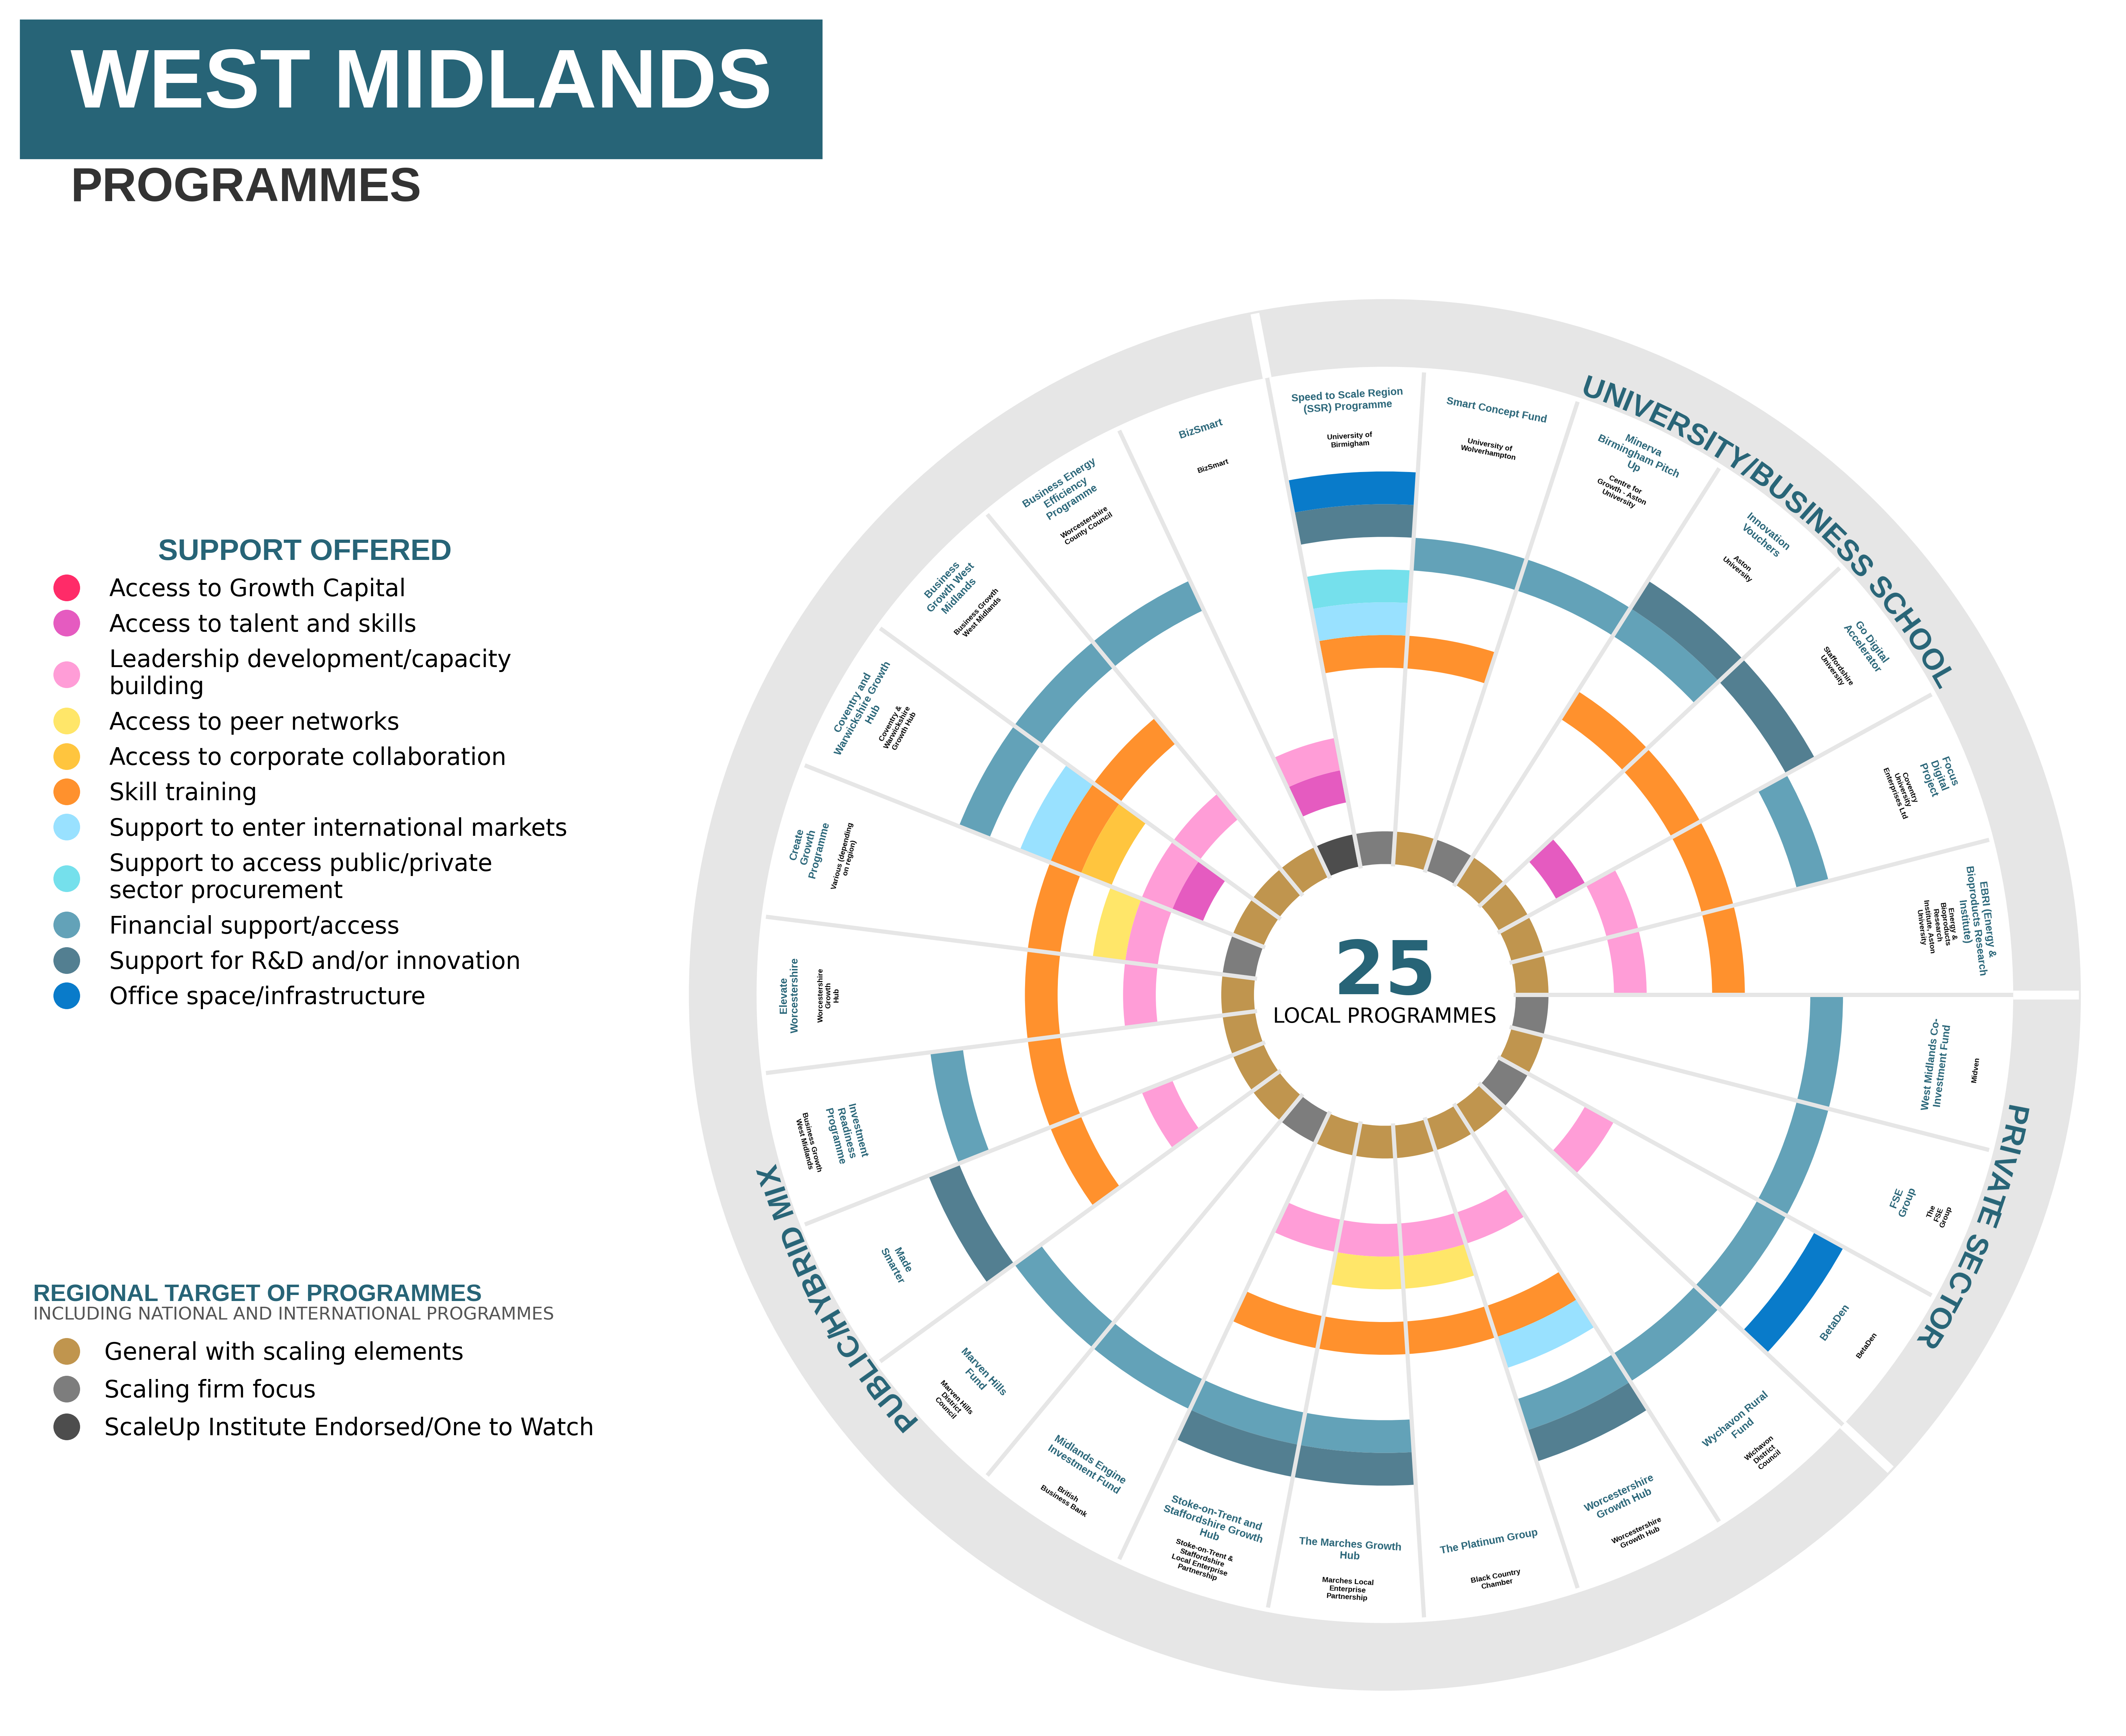 WEST MIDLANDS
PROGRAMMES
SUPPORT OFFERED
Access to Growth Capital
Access to talent and skills
Leadership development/capacity
building
Access to peer networks
Access to corporate collaboration
Skill training
Support to enter international markets
Support to access public/private
sector procurement
Financial support/access
Support for R&D and/or innovation
Office space/infrastructure
REGIONAL TARGET OF PROGRAMMES
INCLUDING NATIONAL AND INTERNATIONAL PROGRAMMES
General with scaling elements
Scaling firm focus
ScaleUp Institute Endorsed/One to Watch
25
LOCAL PROGRAMMES
UNIVERSITY/BUSINESS SCHOOL
Speed to Scale Region
(SSR) Programme
University of
Birmigham
Smart Concept Fund
University of
Wolverhampton
Minerva
Birmingham Pitch
Up
Centre for
Growth - Aston
University
Innovation
Vouchers
Aston
University
Go Digital
Accelerator
Staffordshire
University
Focus
Digital
Project
Coventry
University
Enterprises Ltd
EBRI (Energy &
Bioproducts Research
Institute)
Energy &
Bioproducts
Research
Institute, Aston
University
PRIVATE SECTOR
West Midlands Co-
Investment Fund
Midven
FSE
Group
The
FSE
Group
BetaDen
BetaDen
PUBLIC/HYBRID MIX
Wychavon Rural
Fund
Wichavon
District
Council
Worcestershire
Growth Hub
Worcestershire
Growth Hub
The Platinum Group
Black Country
Chamber
The Marches Growth
Hub
Marches Local
Enterprise
Partnership
Stoke-on-Trent and
Staffordshire Growth
Hub
Stoke-on-Trent &
Staffordshire
Local Enterprise
Partnership
Midlands Engine
Investment Fund
British
Business Bank
Marven Hills
Fund
Marven Hills
District
Council
Made
Smarter
Investment
Readiness
Programme
Business Growth
West Midlands
Elevate
Worcestershire
Worcestershire
Growth
Hub
Create
Growth
Programme
Various (depending
on region)
Coventry and
Warwickshire Growth
Hub
Coventry &
Warwickshire
Growth Hub
Business
Growth West
Midlands
Business Growth
West Midlands
Business Energy
Efficiency
Programme
Worcestershire
County Council
BizSmart
BizSmart